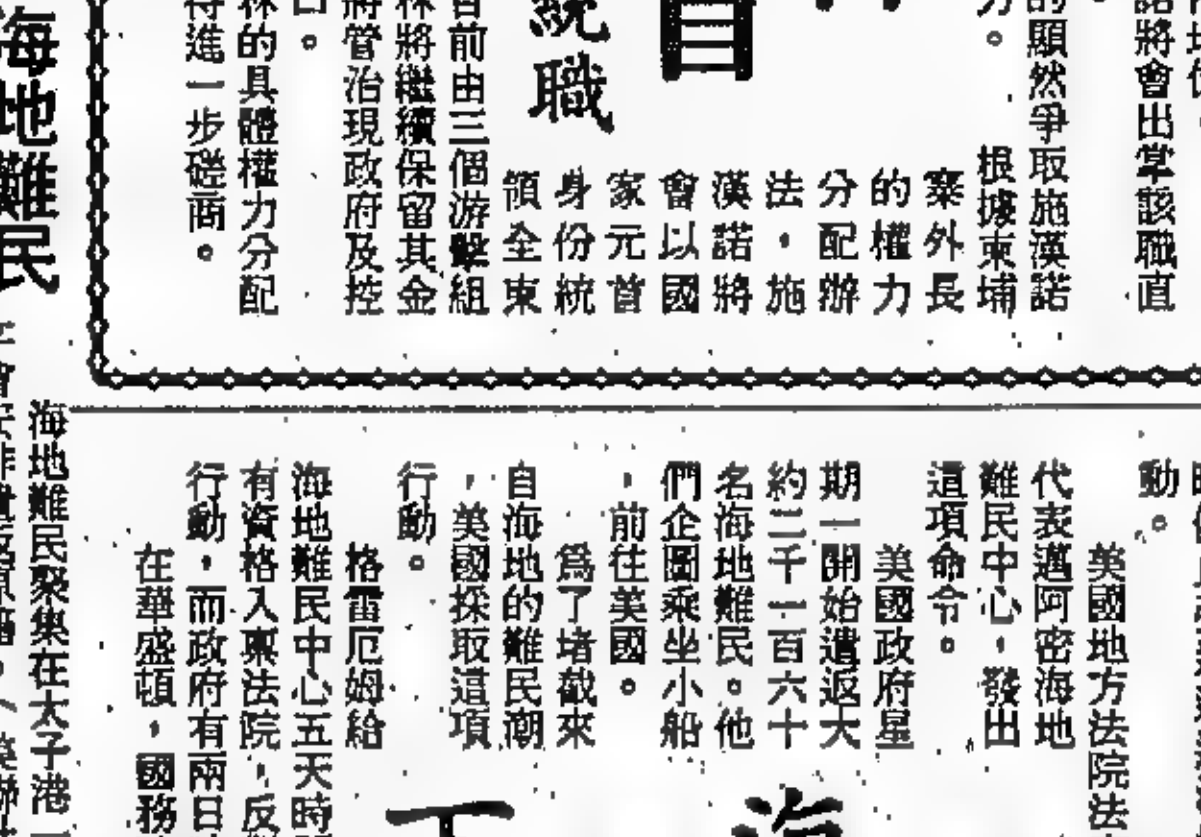 諾將會出掌該職直
的顯然爭取施漢諾
力。　根據柬埔
寨外長
的權力
分配辦
法，施
漢諾將
會以國
家元首
身份統
領全柬
統職
首
目前由三個游擊組
林將繼續保留其金
將管治現政府及控
林的具體權力分配
待進一步磋商。
海地難民
動。
美國地方法院法
代表邁阿密海地
難民中心，發出
這項命令。
美國政府星
期一開始遣返大
約二千一百六十
名海地難民。他
們企圖乘坐小船
，前往美國。
爲了堵截來
自海地的難民潮
，美國採取這項
行動。
格雷厄姆給
海地難民中心五天時
有資格入稟法院，反
行動，而政府有兩日
在華盛頓，國務
海
海地難民聚集在太子港